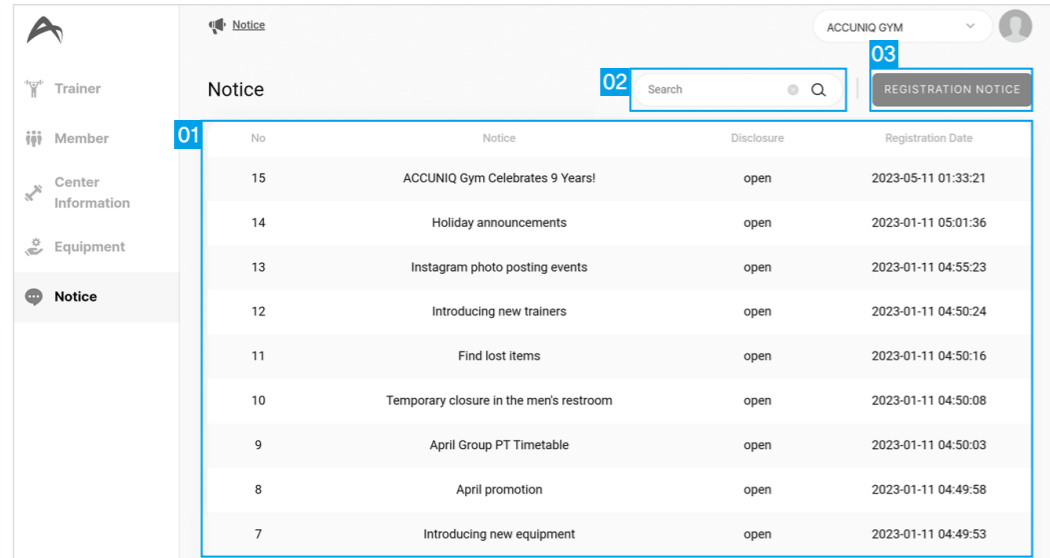 Notice
ACCUNIQ GYM
03
Trainer
Notice
02
Search
REGISTRATION NOTICE
Member
Center
Information
Equipment
Notice
01
No Notice Disclosure Registration Date
15 ACCUNIQ Gym Celebrates 9 Years! open 2023-05-11 01:33:21
14 Holiday announcements open 2023-01-11 05:01:36
13 Instagram photo posting events open 2023-01-11 04:55:23
12 Introducing new trainers open 2023-01-11 04:50:24
11 Find lost items open 2023-01-11 04:50:16
10 Temporary closure in the men's restroom open 2023-01-11 04:50:08
9 April Group PT Timetable open 2023-01-11 04:50:03
8 April promotion open 2023-01-11 04:49:58
7 Introducing new equipment open 2023-01-11 04:49:53